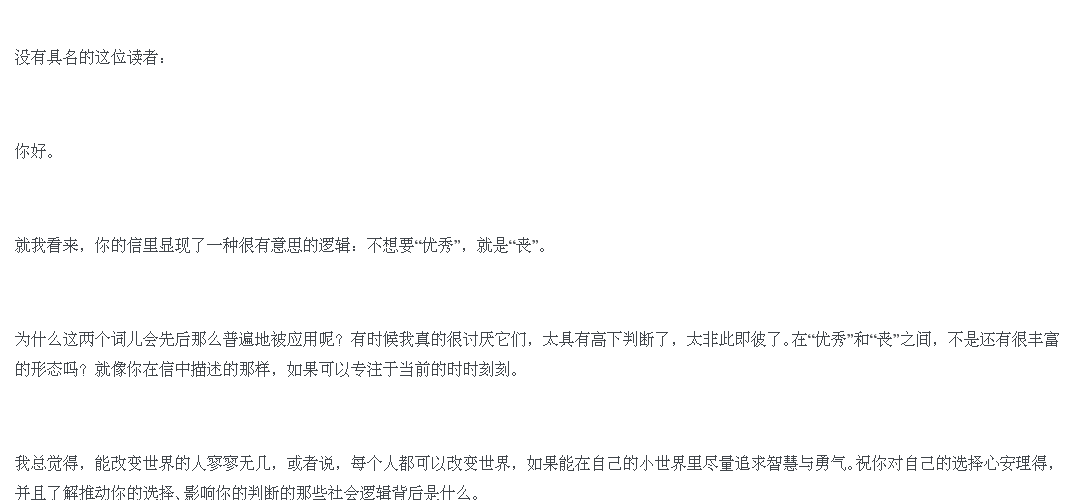 没有具名的这位读者：
你好。
就我看来，你的信里显现了一种很有意思的逻辑：不想要“优秀”，就是“丧”。
为什么这两个词儿会先后那么普遍地被应用呢？有时候我真的很讨厌它们，太具有高下判断了，太非此即彼了。在“优秀”和“丧”之间，不是还有很丰富
的形态吗？就像你在信中描述的那样，如果可以专注于当前的时时刻刻。
我总觉得，能改变世界的人寥寥无几，或者说，每个人都可以改变世界，如果能在自己的小世界里尽量追求智慧与勇气。祝你对自己的选择心安理得，
并且了解推动你的选择、影响你的判断的那些社会逻辑背后是什么。